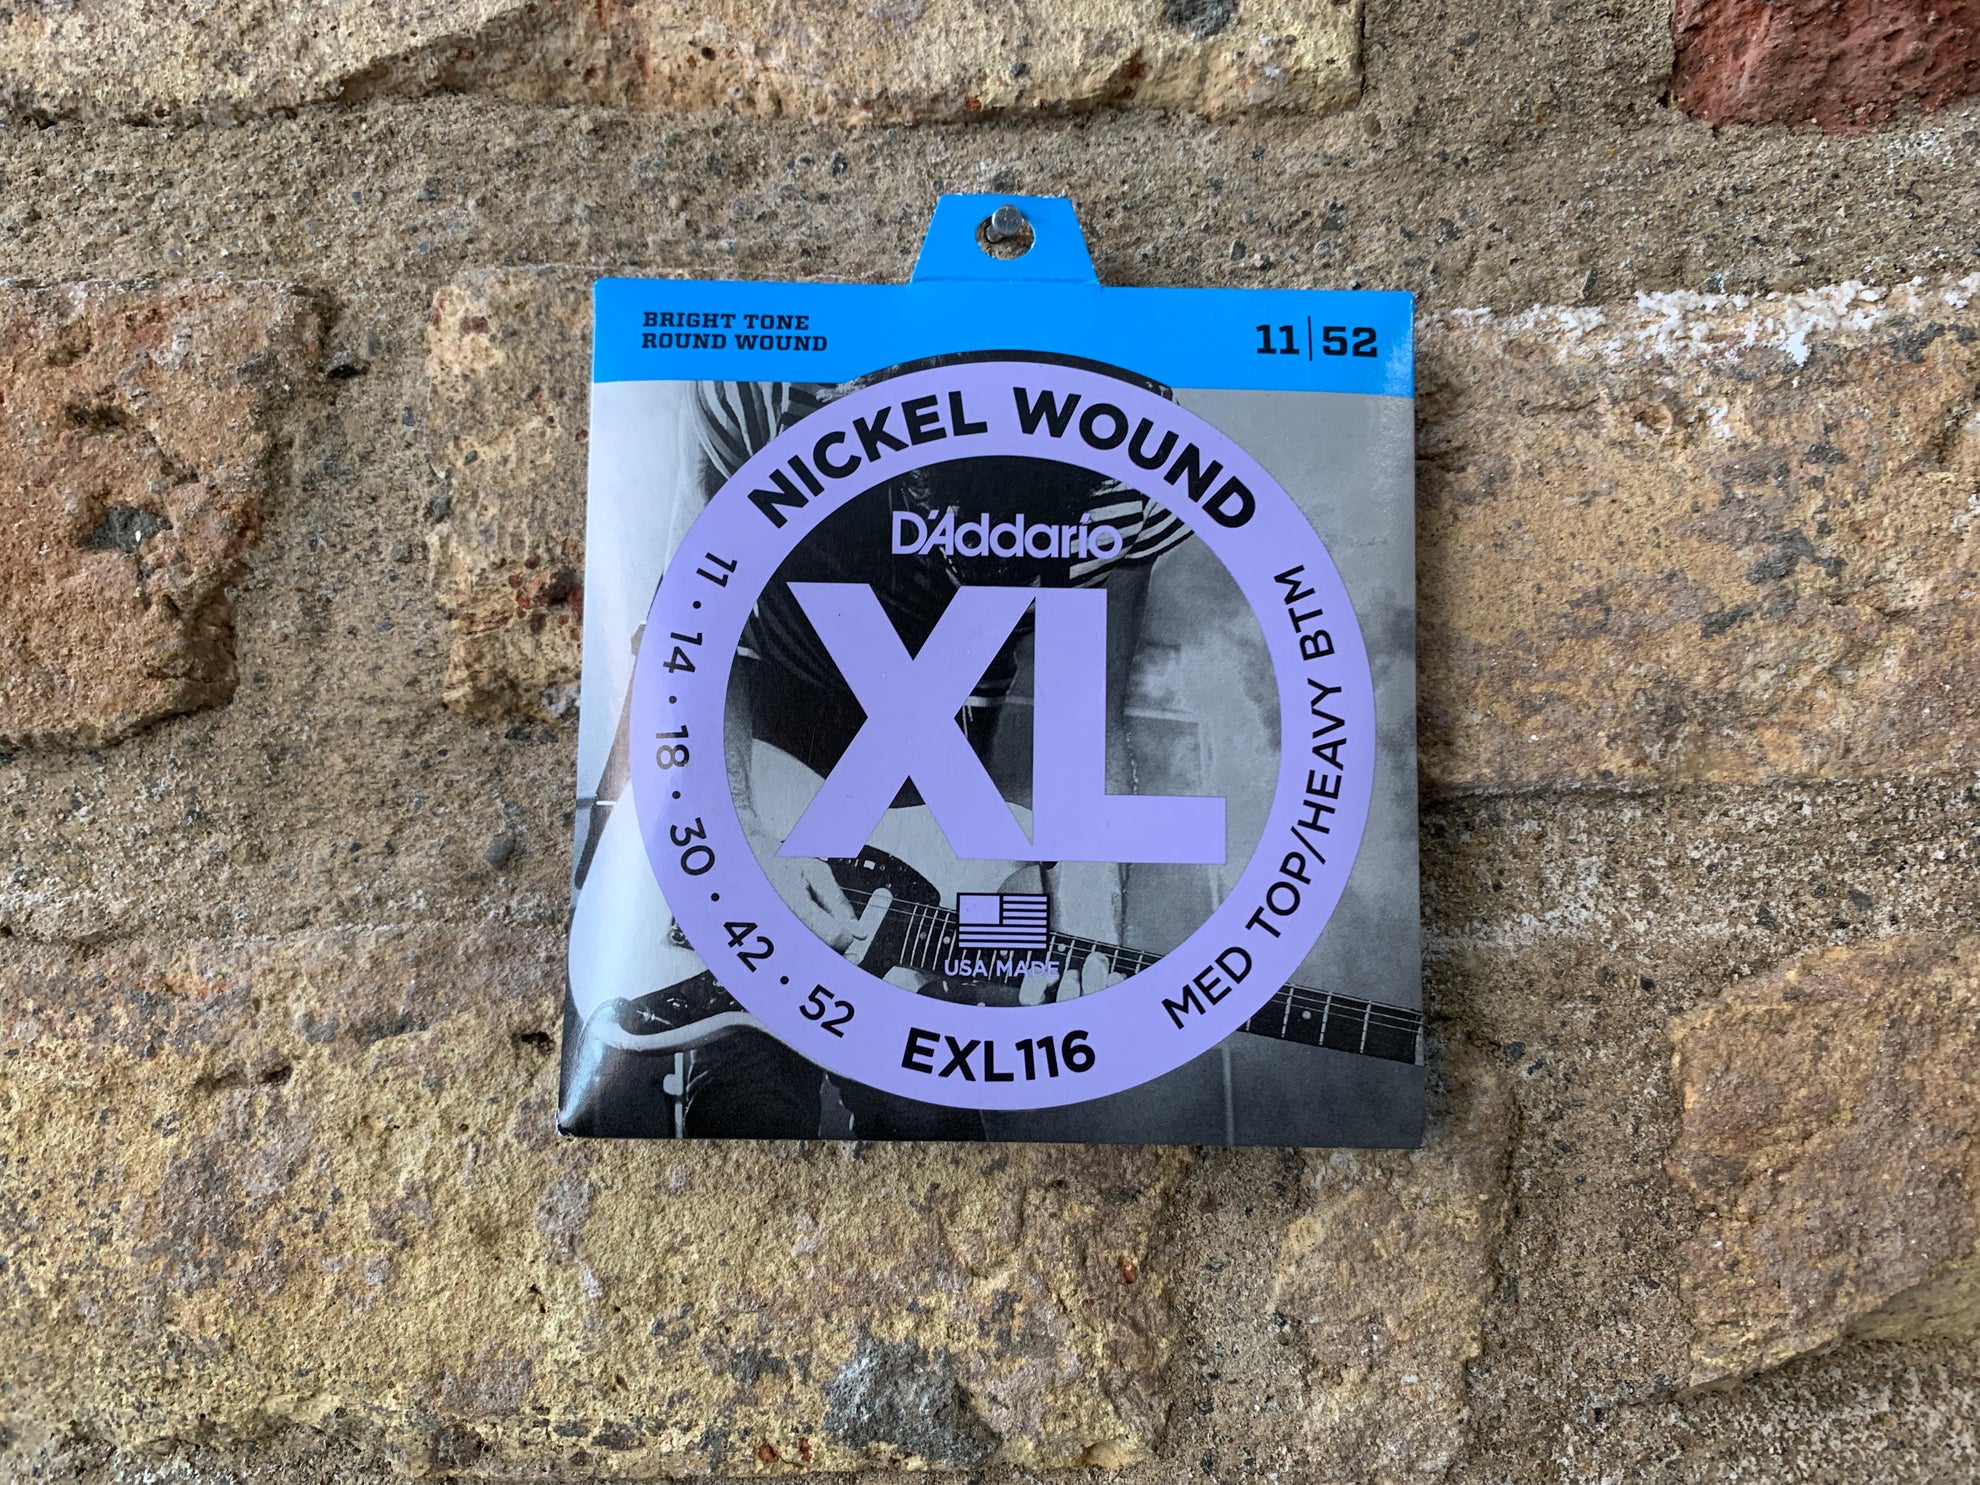 BRIGHT TONE
ROUND WOUND
11|52
NICKEL WOUND
D'Addario
XL
USA MADE
11 • 14 • 18 • 30 • 42 • 52
EXL116
MED TOP/HEAVY BTM